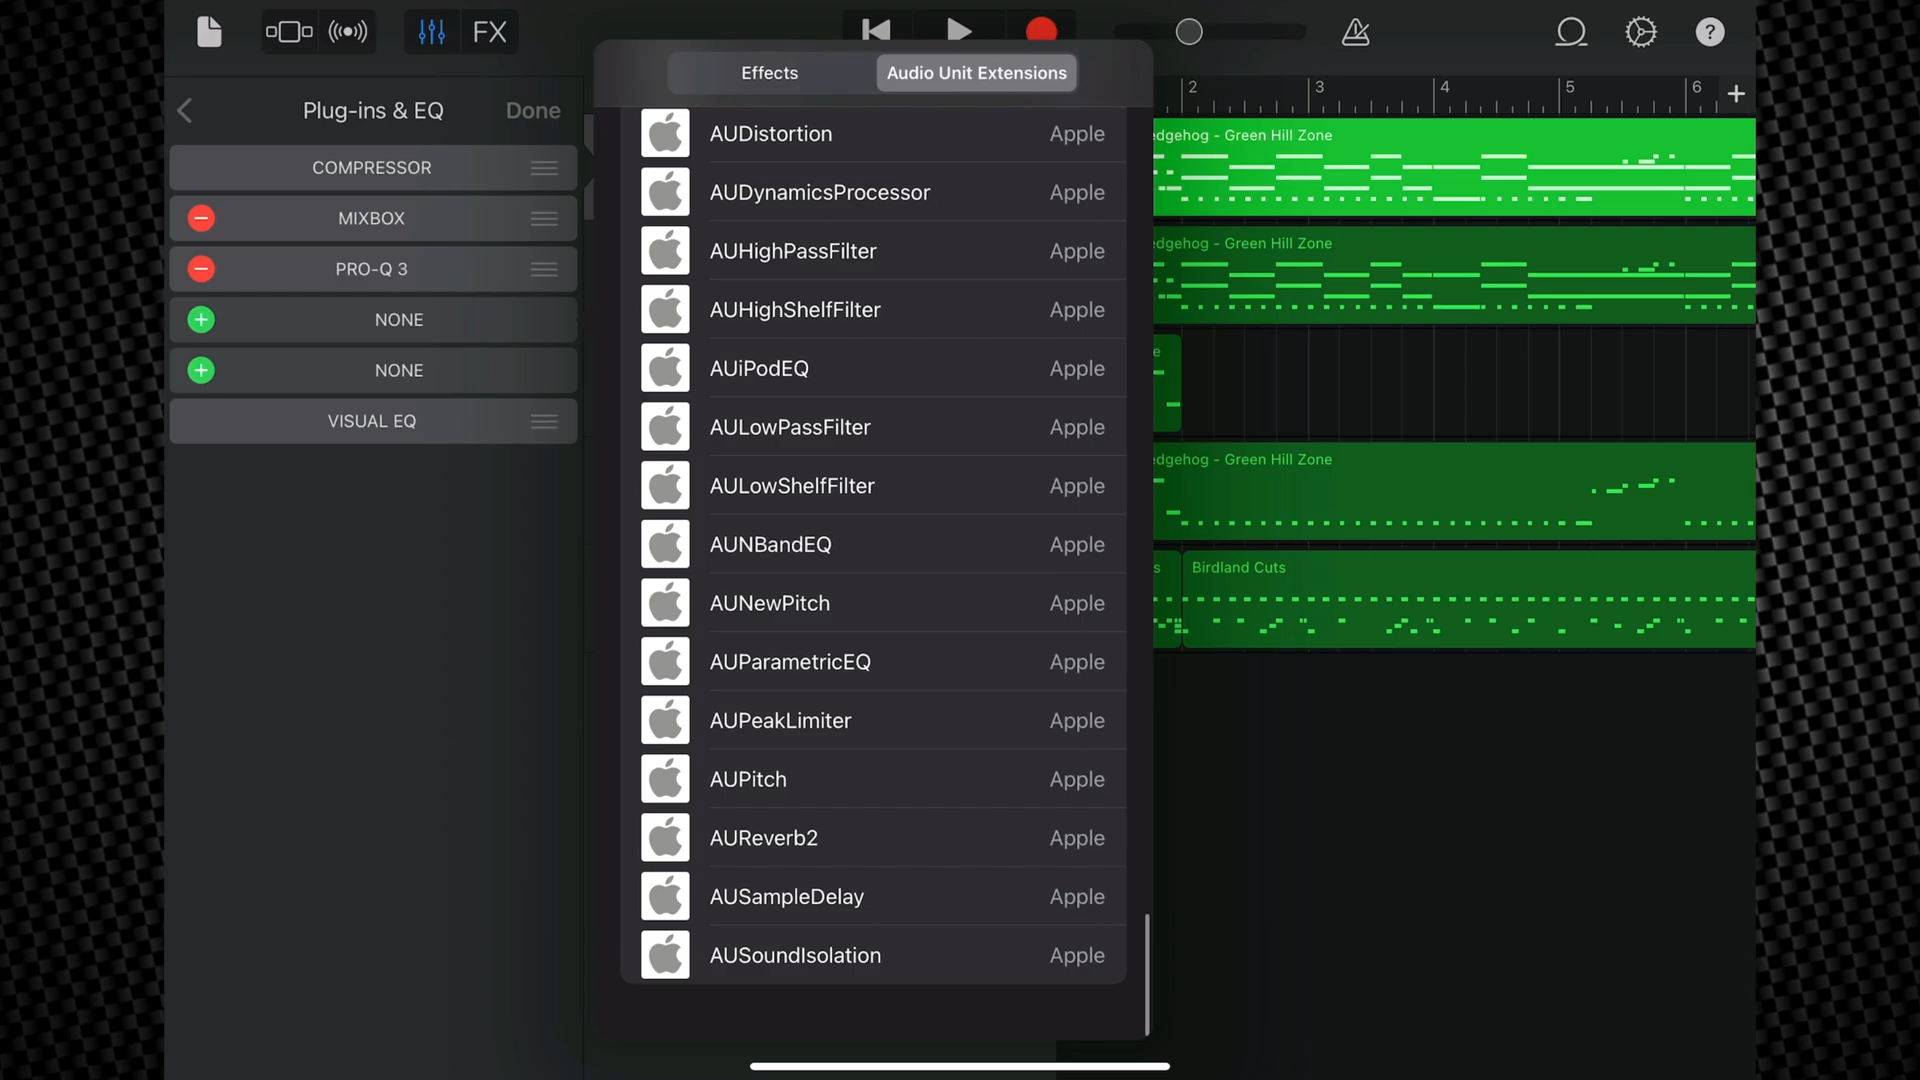 FX
Effects
Audio Unit Extensions
?
Plug-ins & EQ
Done
COMPRESSOR
MIXBOX
PRO-Q 3
NONE
NONE
VISUAL EQ
AUDistortion Apple
AUDynamicsProcessor Apple
AUHighPassFilter Apple
AUHighShelfFilter Apple
AUiPodEQ Apple
AULowPassFilter Apple
AULowShelfFilter Apple
AUNBandEQ Apple
AUNewPitch Apple
AUParametricEQ Apple
AUPeakLimiter Apple
AUPitch Apple
AUReverb2 Apple
AUSampleDelay Apple
AUSoundIsolation Apple
2 3 4 5 6
edgehog - Green Hill Zone
edgehog - Green Hill Zone
e
edgehog - Green Hill Zone
s
Birdland Cuts